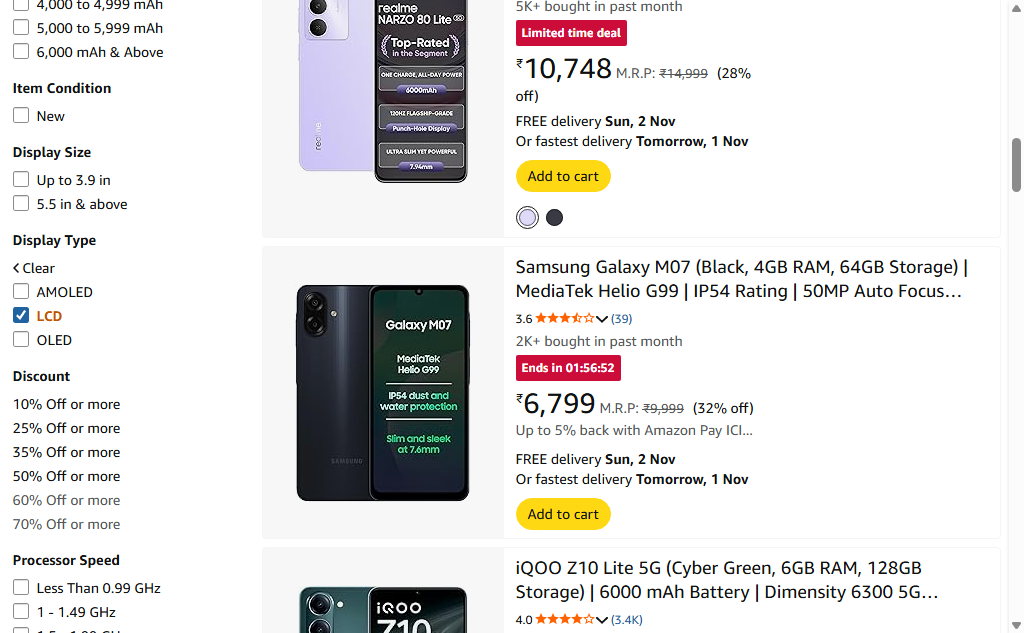 4,000 to 4,999 mAh
5,000 to 5,999 mAh
6,000 mAh & Above
Item Condition
New
Display Size
Up to 3.9 in
5.5 in & above
Display Type
Clear
AMOLED
LCD
OLED
Discount
10% Off or more
25% Off or more
35% Off or more
50% Off or more
60% Off or more
70% Off or more
Processor Speed
Less Than 0.99 GHz
1 - 1.49 GHz
realme
realme
NARZO 80 Lite 5G
Top-Rated
in the Segment
ONE CHARGE, ALL-DAY POWER
6000mAh
120HZ FLAGSHIP-GRADE
Punch-Hole Display
ULTRA SLIM YET POWERFUL
7.94mm
5K+ bought in past month
Limited time deal
₹10,748 M.R.P: ₹14,999 (28%
off)
FREE delivery Sun, 2 Nov
Or fastest delivery Tomorrow, 1 Nov
Add to cart
SAMSUNG
Galaxy M07
MediaTek
Helio G99
IP54 dust and
water protection
Slim and sleek
at 7.6mm
Samsung Galaxy M07 (Black, 4GB RAM, 64GB Storage) |
MediaTek Helio G99 | IP54 Rating | 50MP Auto Focus…
3.6 (39)
2K+ bought in past month
Ends in 01:56:52
₹6,799 M.R.P: ₹9,999 (32% off)
Up to 5% back with Amazon Pay ICI…
FREE delivery Sun, 2 Nov
Or fastest delivery Tomorrow, 1 Nov
Add to cart
iQOO
Z10
iQOO Z10 Lite 5G (Cyber Green, 6GB RAM, 128GB
Storage) | 6000 mAh Battery | Dimensity 6300 5G…
4.0 (3.4K)